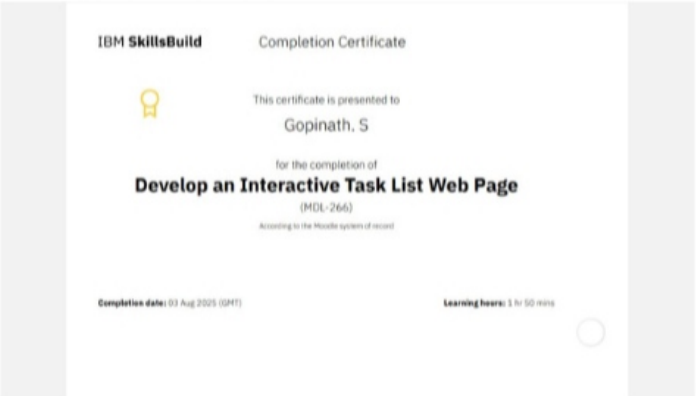 IBM SkillsBuild Completion Certificate
This certificate is presented to
Gopinath. S
for the completion of
Develop an Interactive Task List Web Page
(MDL-266)
According to the Moodle system of record
Completion date: 03 Aug 2025 (GMT)
Learning hours: 1 hr 50 mins